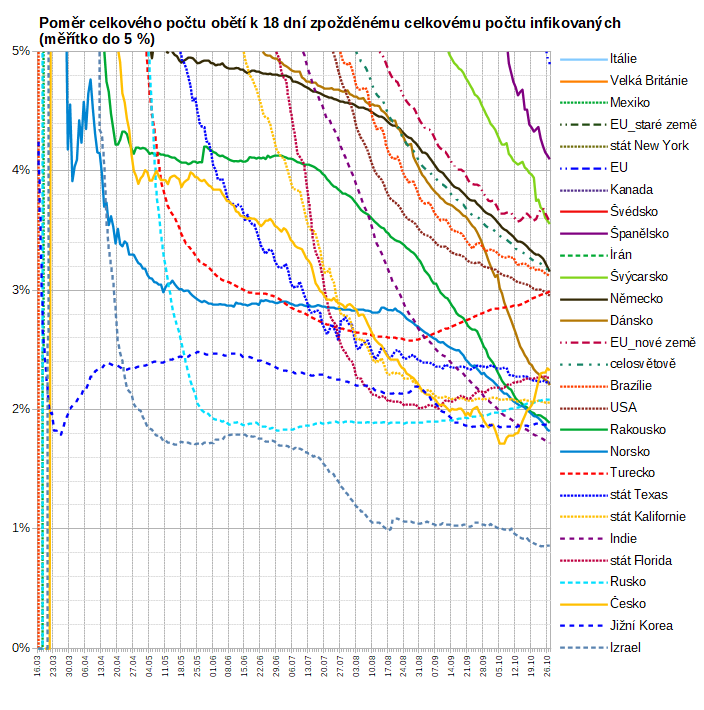 Poměr celkového počtu obětí k 18 dní zpožděnému celkovému počtu infikovaných
(měřítko do 5 %)
5%
4%
3%
2%
1%
0%
16.03
23.03
30.03
06.04
13.04
20.04
27.04
04.05
11.05
18.05
25.05
01.06
08.06
15.06
22.06
29.06
06.07
13.07
20.07
27.07
03.08
10.08
17.08
24.08
31.08
07.09
14.09
21.09
28.09
05.10
12.10
19.10
26.10
Itálie
Velká Británie
Mexiko
EU_staré země
stát New York
EU
Kanada
Švédsko
Španělsko
Írán
Švýcarsko
Německo
Dánsko
EU_nové země
celosvětově
Brazílie
USA
Rakousko
Norsko
Turecko
stát Texas
stát Kalifornie
Indie
stát Florida
Rusko
Česko
Jižní Korea
Izrael